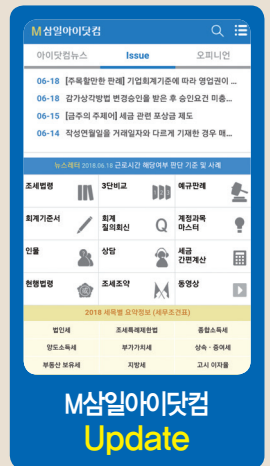 M삼일아이닷컴
아이닷컴뉴스 Issue 오피니언
06-18 [주목할만한 판례] 기업회계기준에 따라 영업권이 ...
06-18 감가상각방법 변경승인을 받은 후 승인요건 미충...
06-15 [금주의 주제어] 세금 관련 포상금 제도
06-14 작성연월일을 거래일자와 다르게 기재한 경우 매...
뉴스레터 2018.06.18 근로시간 해당여부 판단 기준 및 사례
조세법령 3단비교 예규판례
회계기준서 회계 질의회신 Q 계정과목 마스터
인물 상담 세금 간편계산
현행법령 조세조약 동영상
2018 세목별 요약정보 (세무조견표)
법인세 조세특례제한법 종합소득세
양도소득세 부가가치세 상속 · 증여세
부동산 보유세 지방세 고시 이자율
M삼일아이닷컴
Update